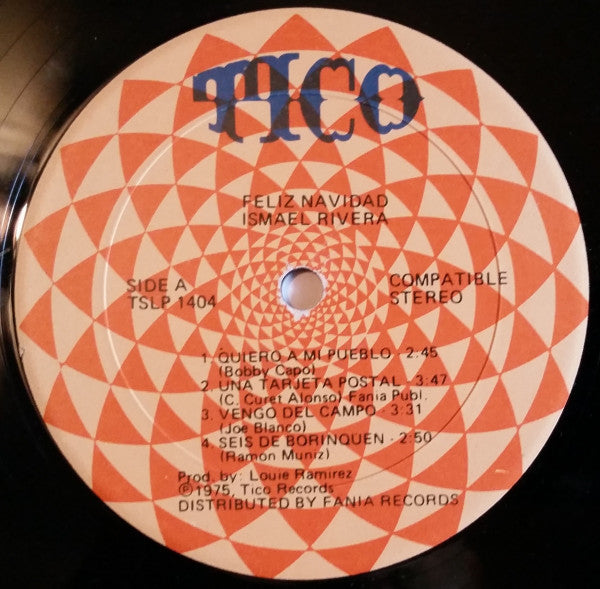 TICO
FELIZ NAVIDAD
ISMAEL RIVERA
SIDE A
TSLP 1404
COMPATIBLE
STEREO
1. QUIERO A MI PUEBLO - 2:45
(Bobby Capo)
2. UNA TARJETA POSTAL - 3:47
(C. Curet Alonso) Fania Publ.
3. VENGO DEL CAMPO - 3:31
(Joe Blanco)
4. SEIS DE BORINQUEN - 2:50
(Ramon Muniz)
Prod. by: Louie Ramirez
℗1975, Tico Records
DISTRIBUTED BY FANIA RECORDS